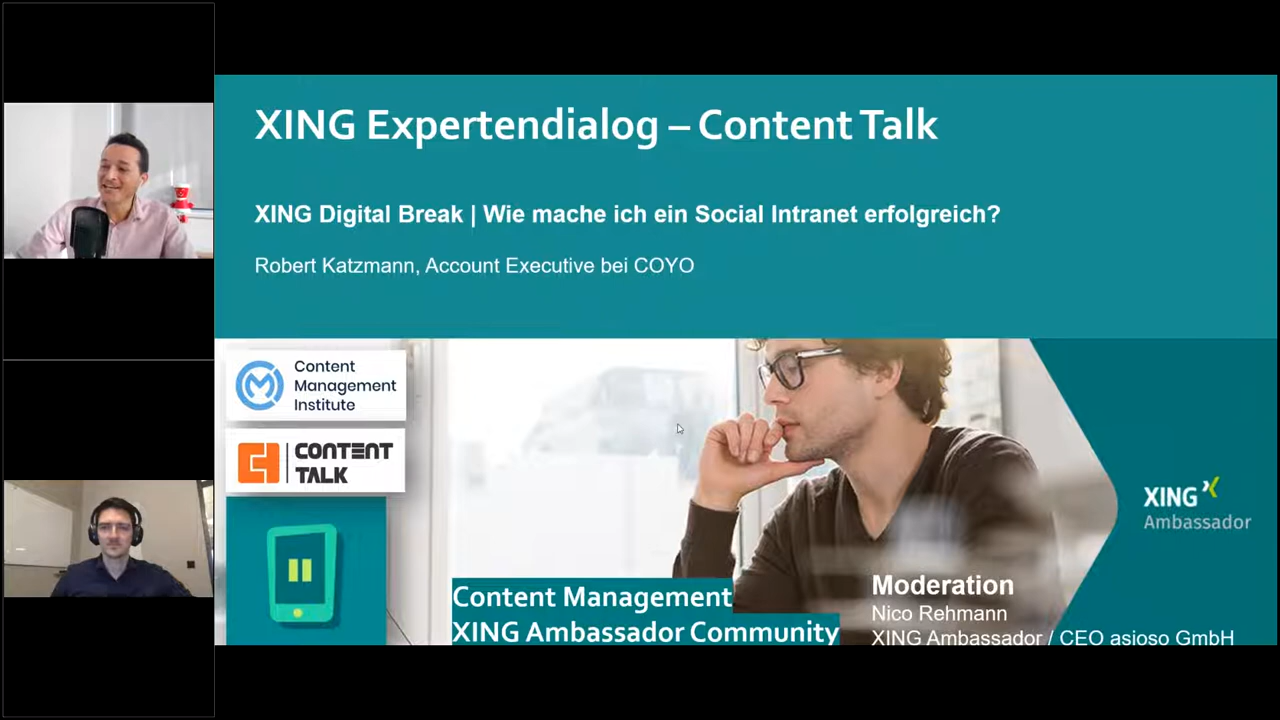 XING Expertendialog – Content Talk
XING Digital Break | Wie mache ich ein Social Intranet erfolgreich?
Robert Katzmann, Account Executive bei COYO
Content
Management
Institute
CONTENT
TALK
XING
Ambassador
Content Management
XING Ambassador Community
Moderation
Nico Rehmann
XING Ambassador / CEO asioso GmbH